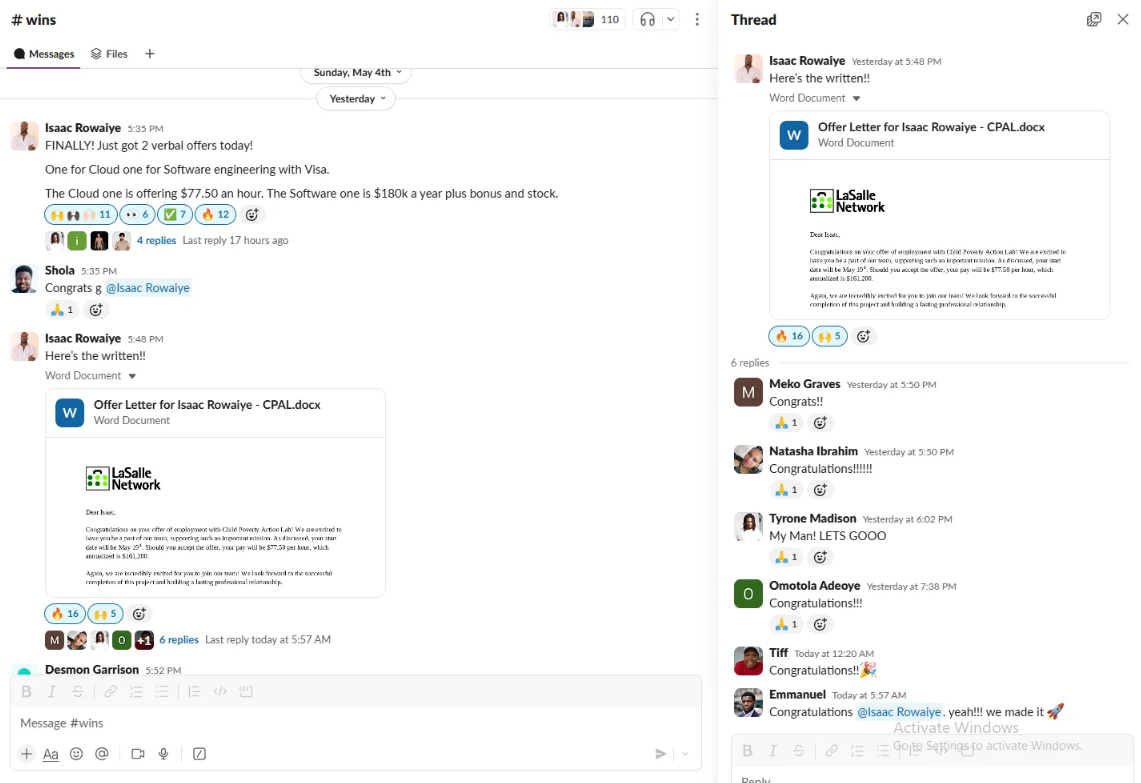 # wins
110
Messages
Files
Sunday, May 4th
Yesterday
Isaac Rowaiye 5:35 PM
FINALLY! Just got 2 verbal offers today!
One for Cloud one for Software engineering with Visa.
The Cloud one is offering $77.50 an hour. The Software one is $180k a year plus bonus and stock.
11 6 7 12
4 replies Last reply 17 hours ago
Shola 5:35 PM
Congrats g @Isaac Rowaiye
1
Isaac Rowaiye 5:48 PM
Here's the written!!
Word Document
W
Offer Letter for Isaac Rowaiye - CPAL.docx
Word Document
LaSalle
Network
Dear Isaac,
Congratulations on your offer of employment with Child Poverty Action Lab! We are excited to
have you be a part of our team, supporting such an important mission. As discussed, your start
date will be May 19th. Should you accept the offer, your pay will be $77.50 per hour, which
annualized is $161,200.
Again, we are incredibly excited for you to join our team! We look forward to the successful
completion of this project and building a lasting professional relationship.
16 5
M O +1 6 replies Last reply today at 5:57 AM
Desmon Garrison 5:52 PM
B I S
Message #wins
Aa
Thread
Isaac Rowaiye Yesterday at 5:48 PM
Here's the written!!
Word Document
W
Offer Letter for Isaac Rowaiye - CPAL.docx
Word Document
LaSalle
Network
Dear Isaac,
Congratulations on your offer of employment with Child Poverty Action Lab! We are excited to
have you be a part of our team, supporting such an important mission. As discussed, your start
date will be May 19th. Should you accept the offer, your pay will be $77.50 per hour, which
annualized is $161,200.
Again, we are incredibly excited for you to join our team! We look forward to the successful
completion of this project and building a lasting professional relationship.
16 5
6 replies
M
Meko Graves Yesterday at 5:50 PM
Congrats!!
1
Natasha Ibrahim Yesterday at 5:50 PM
Congratulations!!!!!!
1
Tyrone Madison Yesterday at 6:02 PM
My Man! LETS GOOO
1
O
Omotola Adeoye Yesterday at 7:38 PM
Congratulations!!!
1
Tiff Today at 12:20 AM
Congratulations!!🎉
Emmanuel Today at 5:57 AM
Congratulations @Isaac Rowaiye. yeah!!! we made it 🚀
Activate Windows
Go to Settings to activate Windows.
B I S
Reply